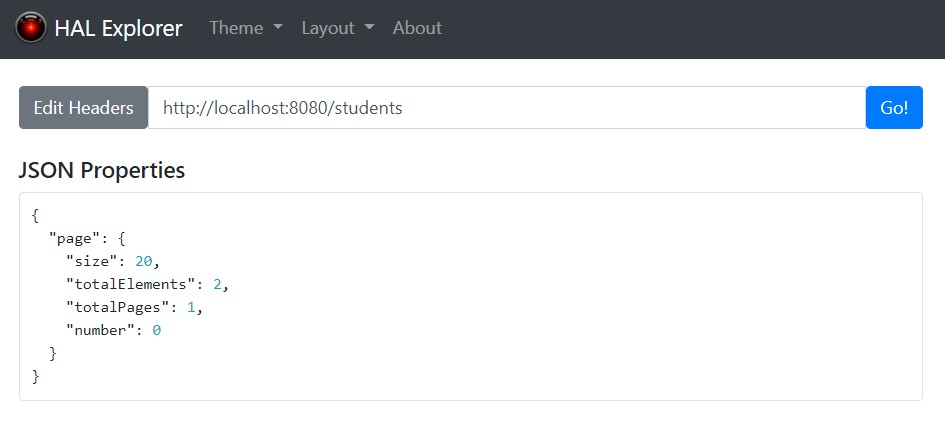 HAL Explorer Theme Layout About
Edit Headers http://localhost:8080/students Go!
JSON Properties
{
  "page": {
    "size": 20,
    "totalElements": 2,
    "totalPages": 1,
    "number": 0
  }
}